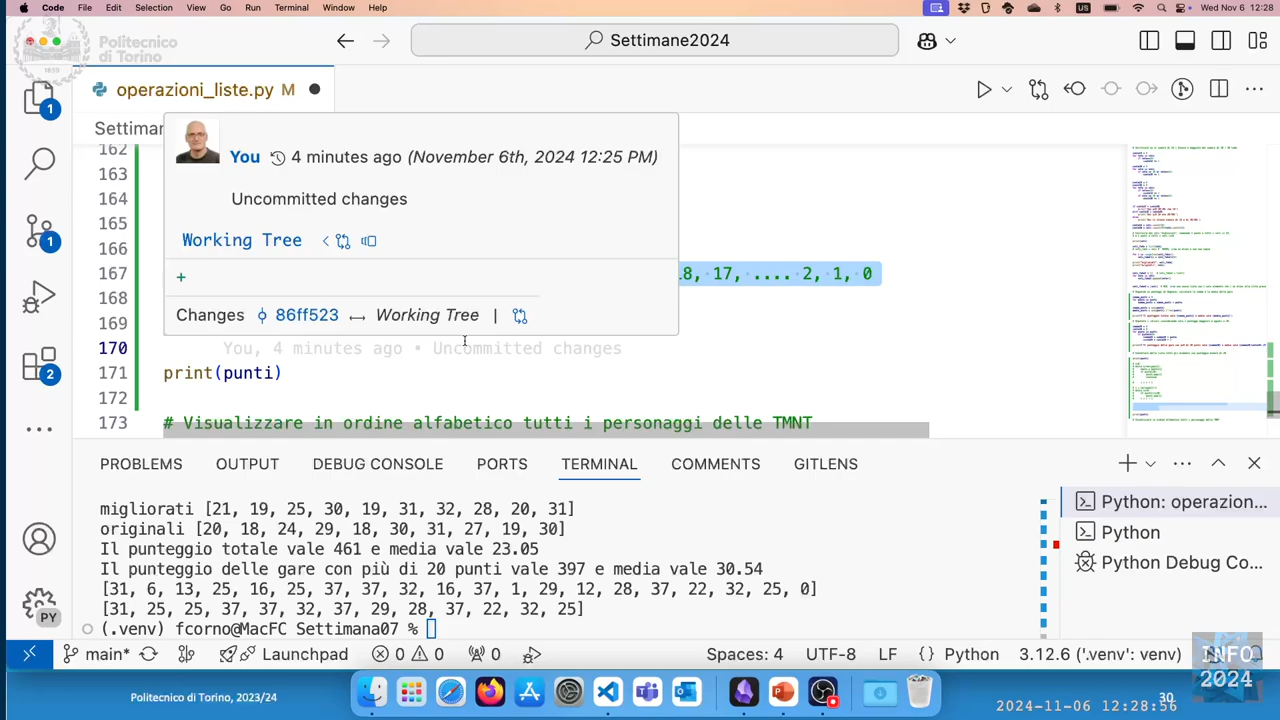 Code File Edit Selection View Go Run Terminal Window Help US Wed Nov 6 12:28
Politecnico
di Torino
Settimane2024
operazioni_liste.py M
Settimar
162
163
164
165
166
167 18, 17, .... 2, 1, 0
168
169
170
171 print(punti)
172
173 # Visualizzare in ordine alfabetico tutti i personaggi delle TMNT
You 4 minutes ago (November 6th, 2024 12:25 PM)
Uncommitted changes
Working Tree
+
Changes 86ff523 Working Tree |
You, 4 minutes ago • changes
1
1
2
PROBLEMS OUTPUT DEBUG CONSOLE PORTS TERMINAL COMMENTS GITLENS
migliorati [21, 19, 25, 30, 19, 31, 32, 28, 20, 31]
originali [20, 18, 24, 29, 18, 30, 31, 27, 19, 30]
Il punteggio totale vale 461 e media vale 23.05
Il punteggio delle gare con più di 20 punti vale 397 e media vale 30.54
[31, 6, 13, 25, 16, 25, 37, 37, 32, 16, 37, 1, 29, 12, 28, 37, 22, 32, 25, 0]
[31, 25, 25, 37, 37, 32, 37, 29, 28, 37, 22, 32, 25]
(.venv) fcorno@MacFC Settimana07 %
Python: operazion...
Python
Python Debug Co...
PY
main* Launchpad 0 0 0 Spaces: 4 UTF-8 LF {} Python 3.12.6 ('.venv': venv)
INFO
2024
Politecnico di Torino, 2023/24
30
2024-11-06 12:28:56